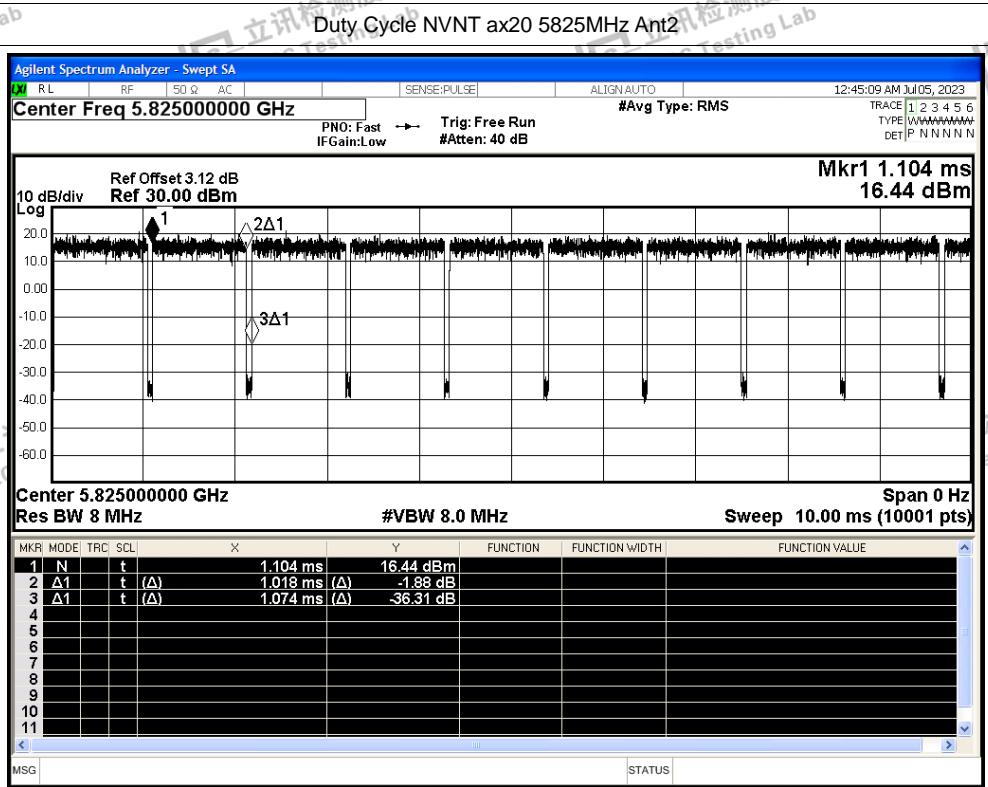 Duty Cycle NVNT ax20 5825MHz Ant2
Agilent Spectrum Analyzer - Swept SA
LXI RL RF 50 Ω AC SENSE:PULSE ALIGN AUTO 12:45:09 AM Jul 05, 2023
Center Freq 5.825000000 GHz
PNO: Fast
IFGain:Low
Trig: Free Run
#Atten: 40 dB
#Avg Type: RMS
TRACE 1 2 3 4 5 6
TYPE W
DET P N N N N N
Mkr1 1.104 ms
16.44 dBm
Ref Offset 3.12 dB
10 dB/div Ref 30.00 dBm
Log
1
2Δ1
3Δ1
20.0
10.0
0.00
-10.0
-20.0
-30.0
-40.0
-50.0
-60.0
Center 5.825000000 GHz Span 0 Hz
Res BW 8 MHz #VBW 8.0 MHz Sweep 10.00 ms (10001 pts)
MKR MODE TRC SCL X Y FUNCTION FUNCTION WIDTH FUNCTION VALUE
1 N t 1.104 ms 16.44 dBm
2 Δ1 t (Δ) 1.018 ms (Δ) -1.88 dB
3 Δ1 t (Δ) 1.074 ms (Δ) -36.31 dB
4
5
6
7
8
9
10
11
MSG STATUS